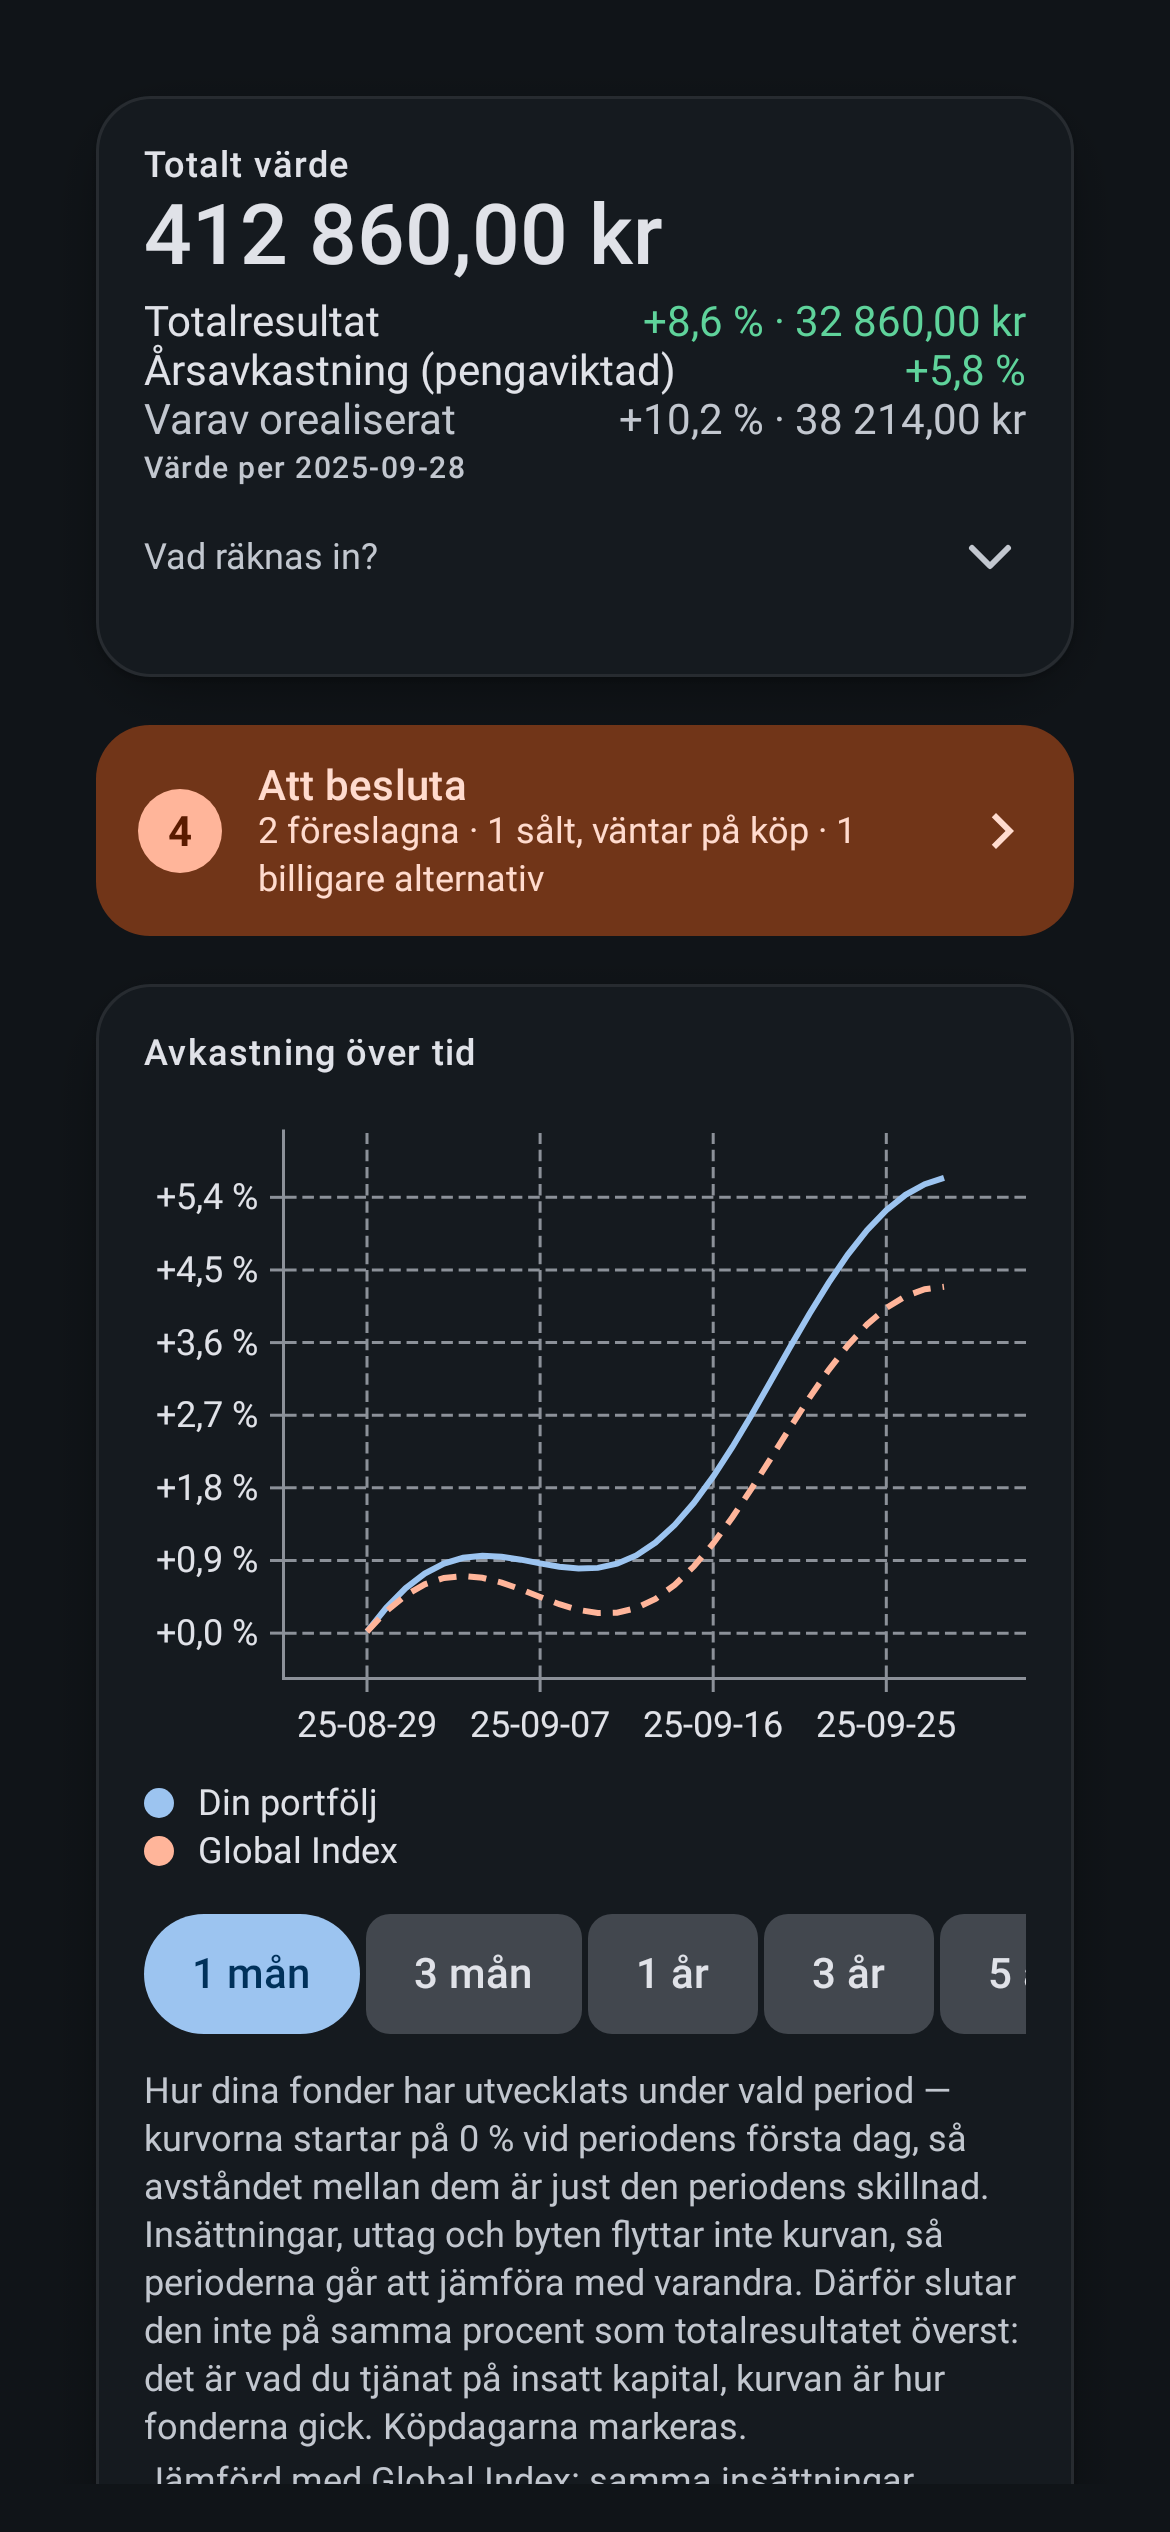 Totalt värde
412 860,00 kr
Totalresultat +8,6 % · 32 860,00 kr
Årsavkastning (pengaviktad) +5,8 %
Varav orealiserat +10,2 % · 38 214,00 kr
Värde per 2025-09-28
Vad räknas in?
4
Att besluta
2 föreslagna · 1 sålt, väntar på köp · 1
billigare alternativ
Avkastning över tid
+5,4 %
+4,5 %
+3,6 %
+2,7 %
+1,8 %
+0,9 %
+0,0 %
25-08-29 25-09-07 25-09-16 25-09-25
Din portfölj
Global Index
1 mån 3 mån 1 år 3 år 5
Hur dina fonder har utvecklats under vald period —
kurvorna startar på 0 % vid periodens första dag, så
avståndet mellan dem är just den periodens skillnad.
Insättningar, uttag och byten flyttar inte kurvan, så
perioderna går att jämföra med varandra. Därför slutar
den inte på samma procent som totalresultatet överst:
det är vad du tjänat på insatt kapital, kurvan är hur
fonderna gick. Köpdagarna markeras.
Jämförd med Global Index: samma insättningar